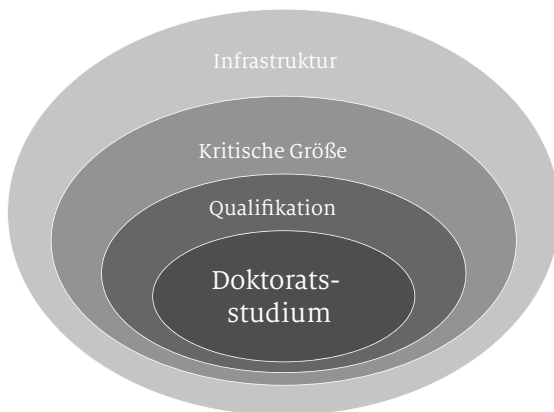 Infrastruktur
Kritische Größe
Qualifikation
Doktorats-
studium